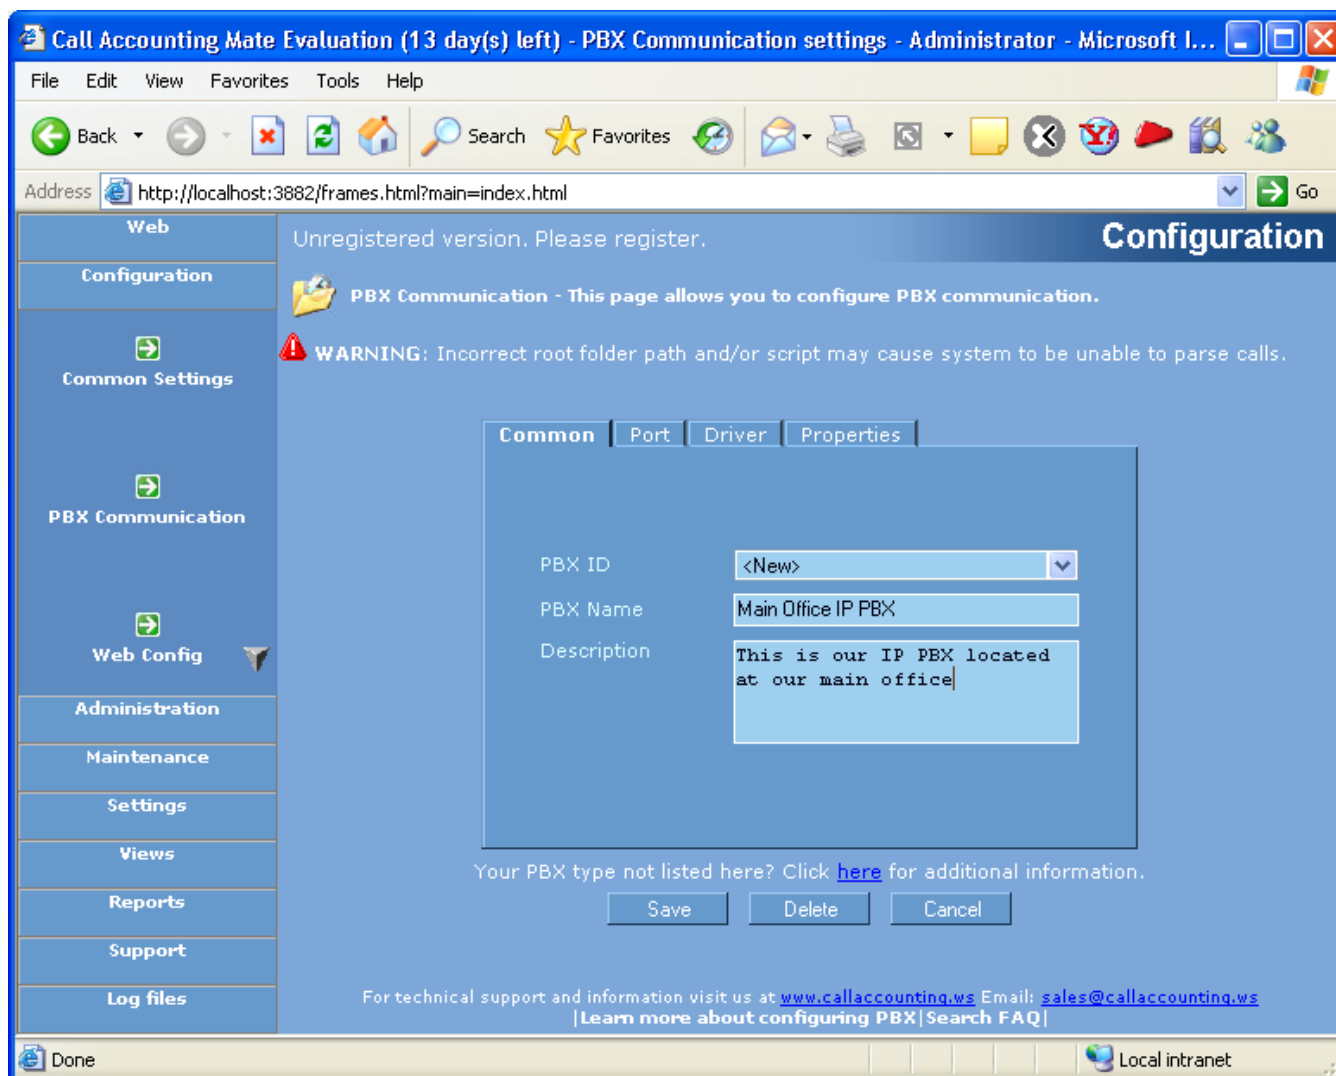 Call Accounting Mate Evaluation (13 day(s) left) - PBX Communication settings - Administrator - Microsoft I...
File Edit View Favorites Tools Help
Back Search Favorites
Address http://localhost:3882/frames.html?main=index.html Go
Web
Configuration
Common Settings
PBX Communication
Web Config
Administration
Maintenance
Settings
Views
Reports
Support
Log files
Unregistered version. Please register.
Configuration
PBX Communication - This page allows you to configure PBX communication.
WARNING: Incorrect root folder path and/or script may cause system to be unable to parse calls.
Common Port Driver Properties
PBX ID <New>
PBX Name Main Office IP PBX
Description This is our IP PBX located
at our main office
Your PBX type not listed here? Click here for additional information.
Save Delete Cancel
For technical support and information visit us at www.callaccounting.ws Email: sales@callaccounting.ws
|Learn more about configuring PBX|Search FAQ|
Done Local intranet